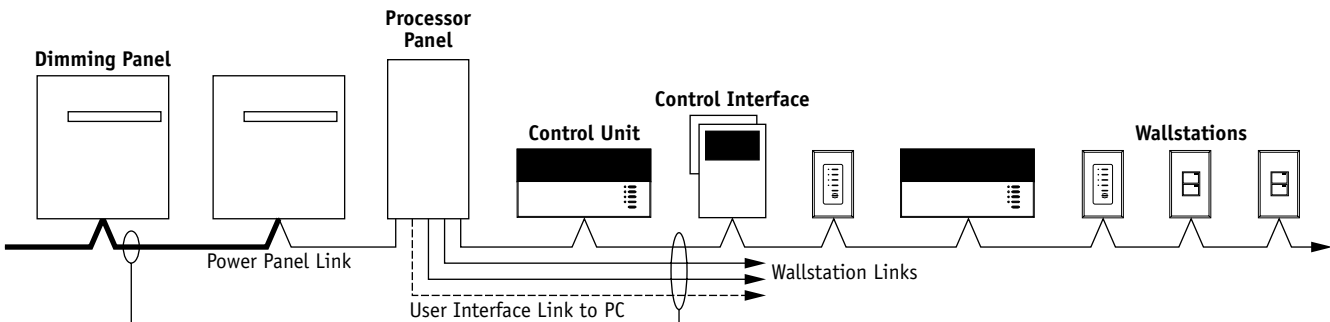 Processor
Panel
Dimming Panel
Control Interface
Control Unit
Wallstations
Power Panel Link
Wallstation Links
User Interface Link to PC